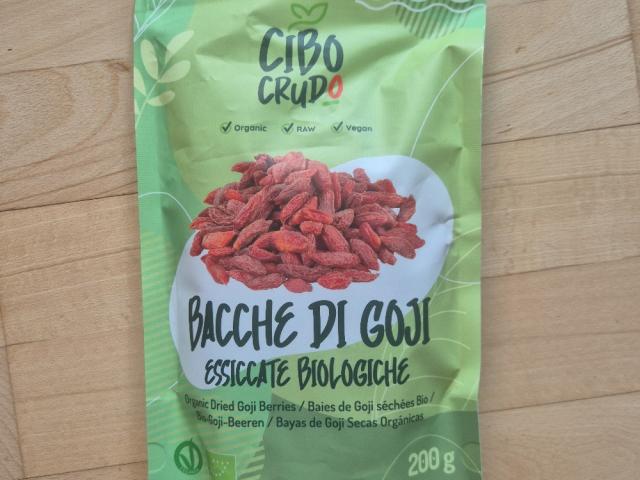 CIBO
CRUDO
Organic RAW Vegan
BACCHE DI GOJI
ESSICCATE BIOLOGICHE
Organic Dried Goji Berries / Baies de Goji séchées Bio /
Bio-Goji-Beeren / Bayas de Goji Secas Orgánicas
200 g